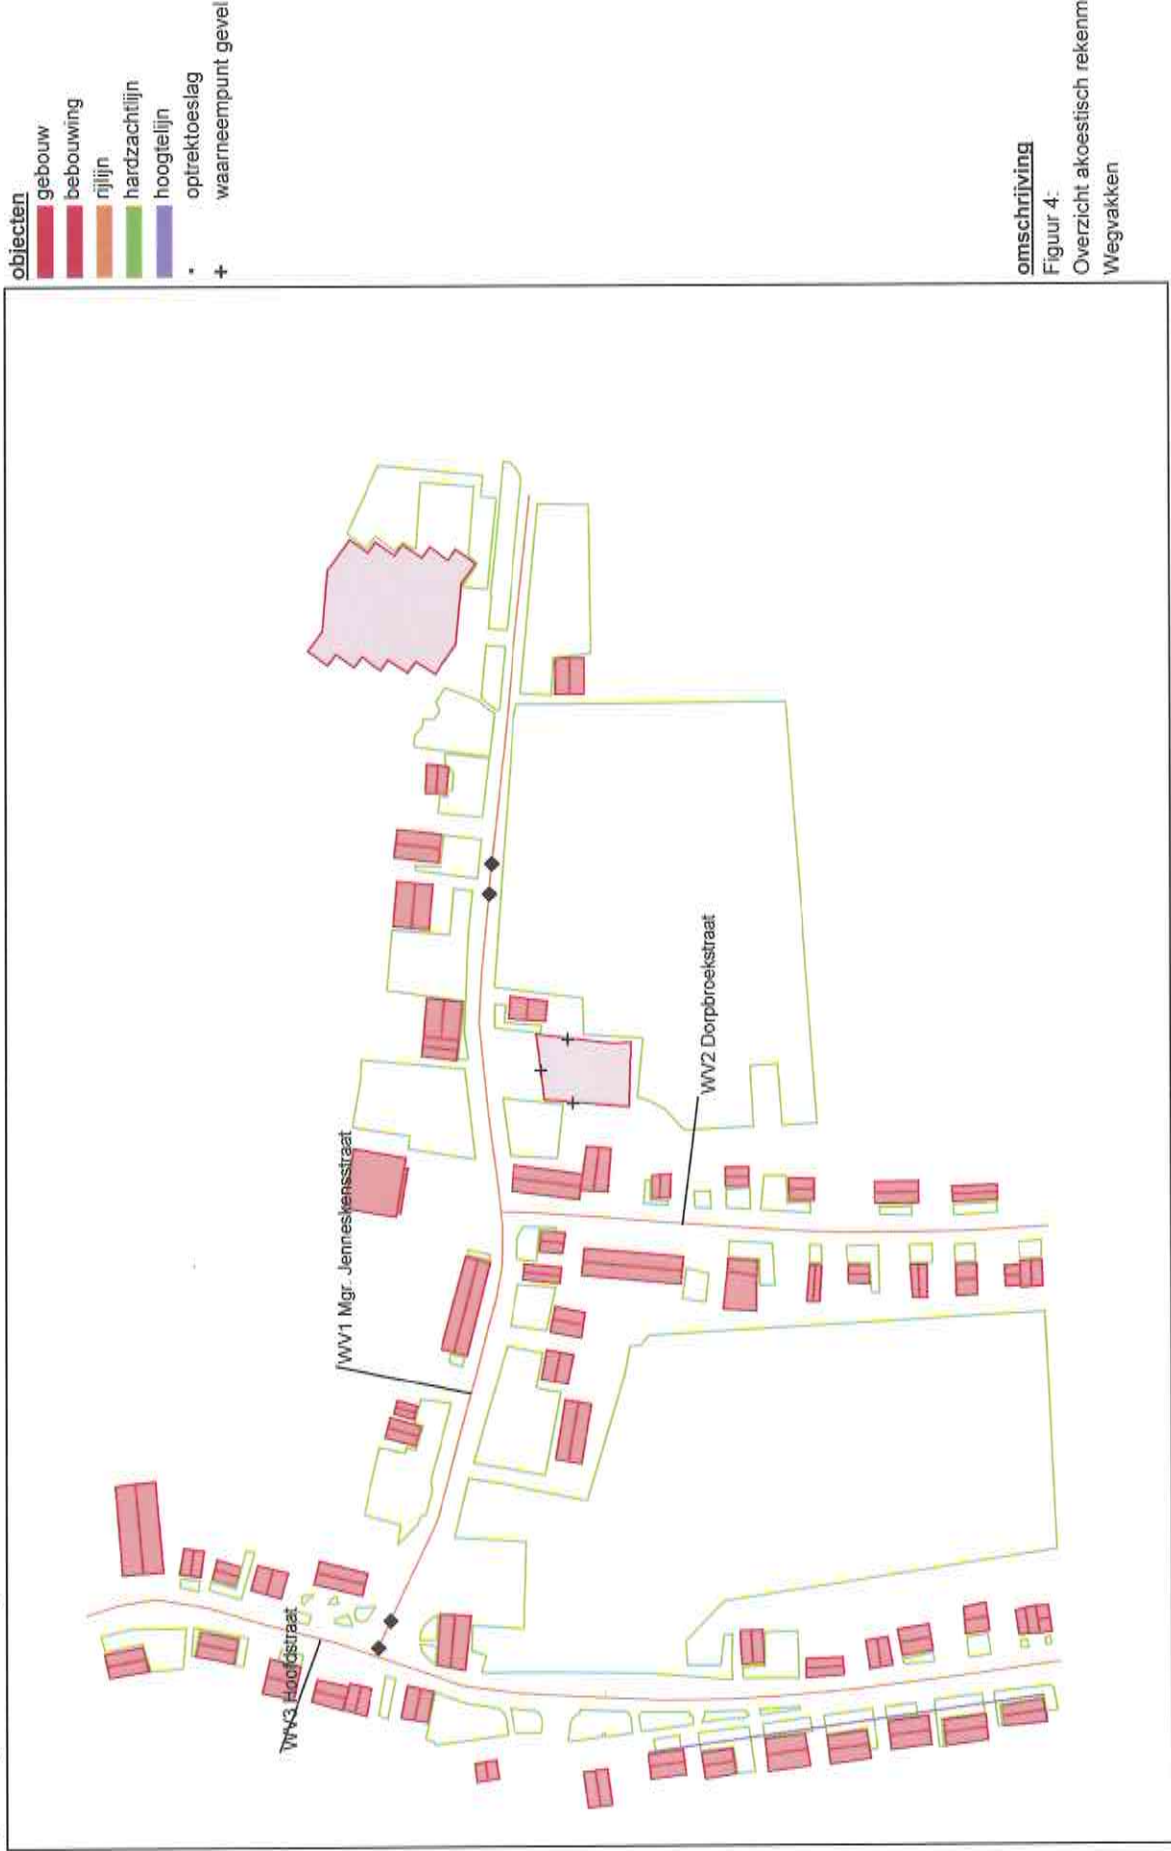 objecten
gebouw
bebouwing
rijlijn
hardzachtlijn
hoogtelijn
optrektoeslag
+ waarneempunt gevel
WV1 Mgr. Jenneskensstraat
WV2 Dorpbroekstraat
WV3 Hoofdstraat
omschrijving
Figuur 4:
Overzicht akoestisch rekenm
Wegvakken